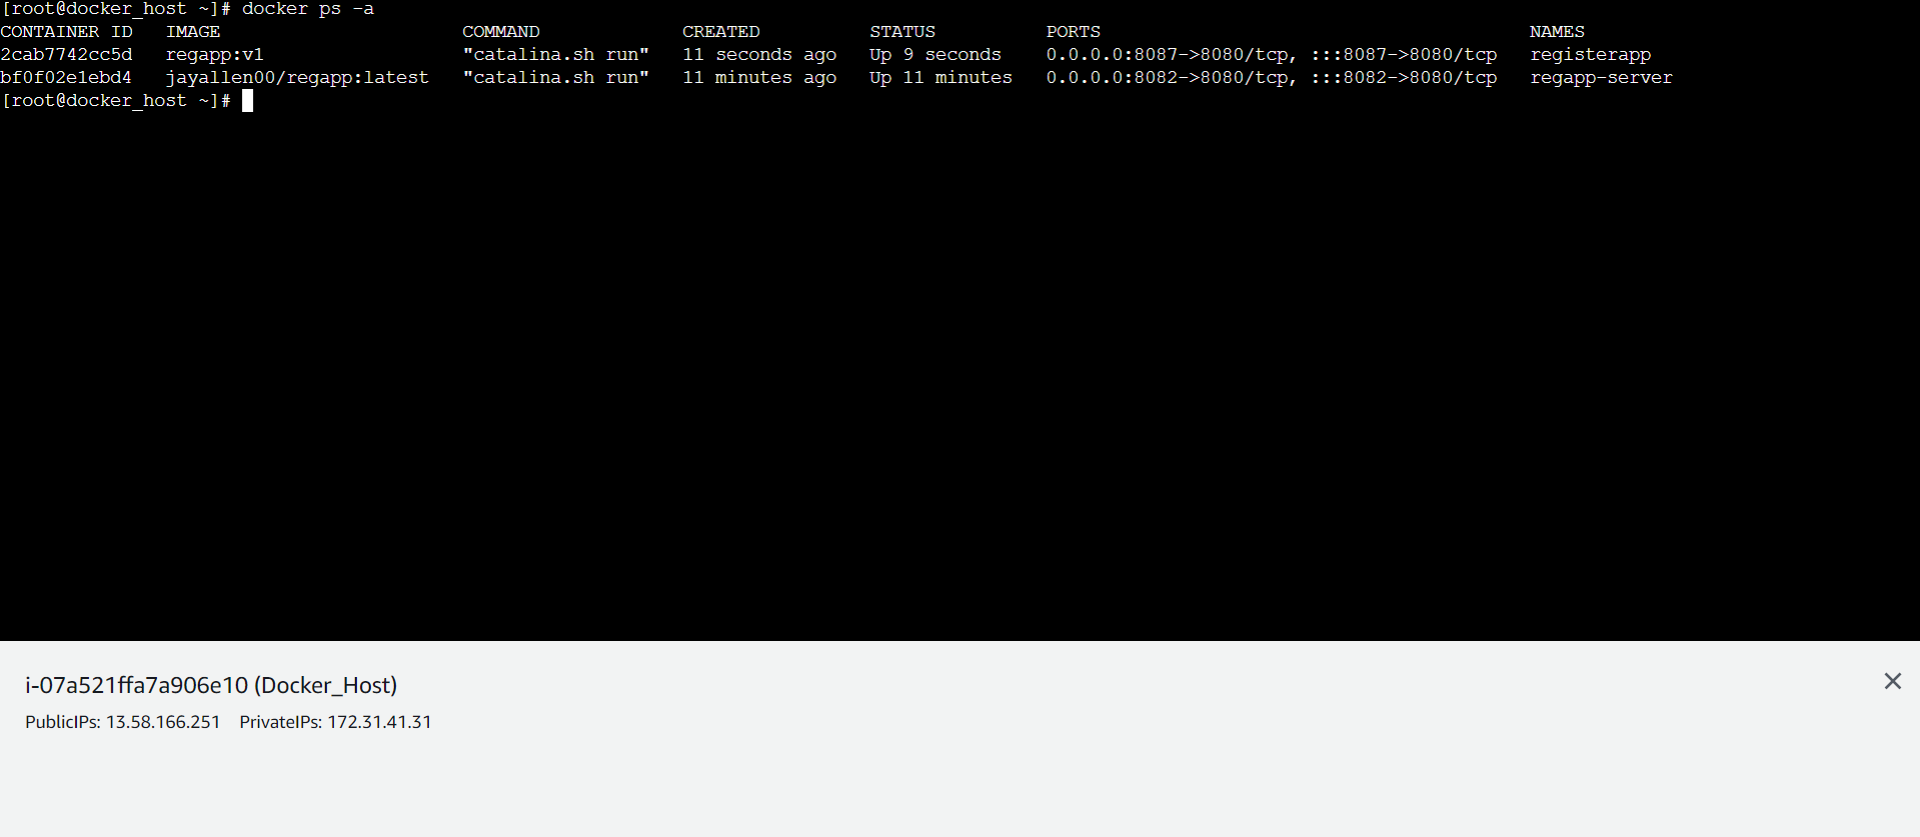 [root@docker_host ~]# docker ps -a
CONTAINER ID   IMAGE                      COMMAND             CREATED          STATUS          PORTS                                       NAMES
2cab7742cc5d   regapp:v1                  "catalina.sh run"   11 seconds ago   Up 9 seconds    0.0.0.0:8087->8080/tcp, :::8087->8080/tcp   registerapp
bf0f02e1ebd4   jayallen00/regapp:latest   "catalina.sh run"   11 minutes ago   Up 11 minutes   0.0.0.0:8082->8080/tcp, :::8082->8080/tcp   regapp-server
[root@docker_host ~]#
i-07a521ffa7a906e10 (Docker_Host)
PublicIPs: 13.58.166.251   PrivateIPs: 172.31.41.31